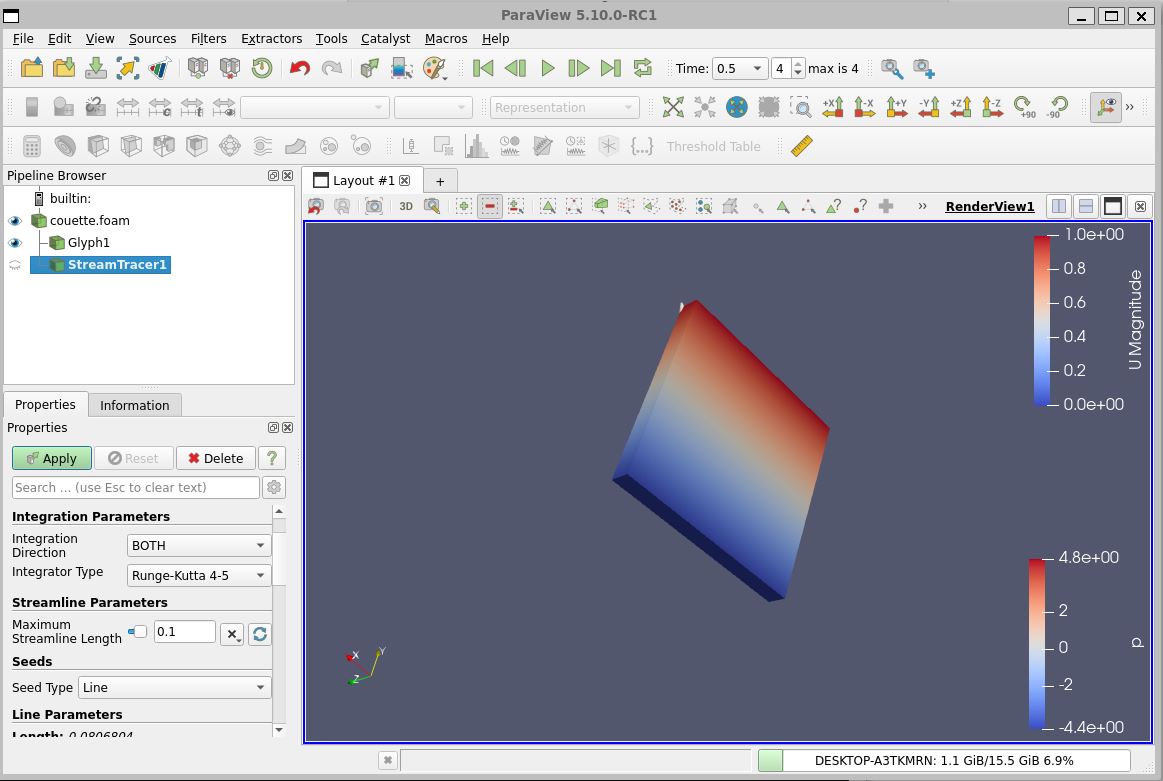 ParaView 5.10.0-RC1
File Edit View Sources Filters Extractors Tools Catalyst Macros Help
Time: 0.5 4 max is 4
Representation +X -X +Y -Y +Z -Z +90 -90 »
Threshold Table
Pipeline Browser
builtin:
couette.foam
Glyph1
StreamTracer1
Properties Information
Properties
Apply Reset Delete ?
Search ... (use Esc to clear text)
Integration Parameters
Integration
Direction
BOTH
Integrator Type Runge-Kutta 4-5
Streamline Parameters
Maximum
Streamline Length
0.1
Seeds
Seed Type Line
Line Parameters
Length: 0.0806804
Layout #1 +
3D » RenderView1
1.0e+00
0.8
0.6
0.4
0.2
0.0e+00
U Magnitude
4.8e+00
2
0
-2
-4.4e+00
p
X Y
Z
DESKTOP-A3TKMRN: 1.1 GiB/15.5 GiB 6.9%